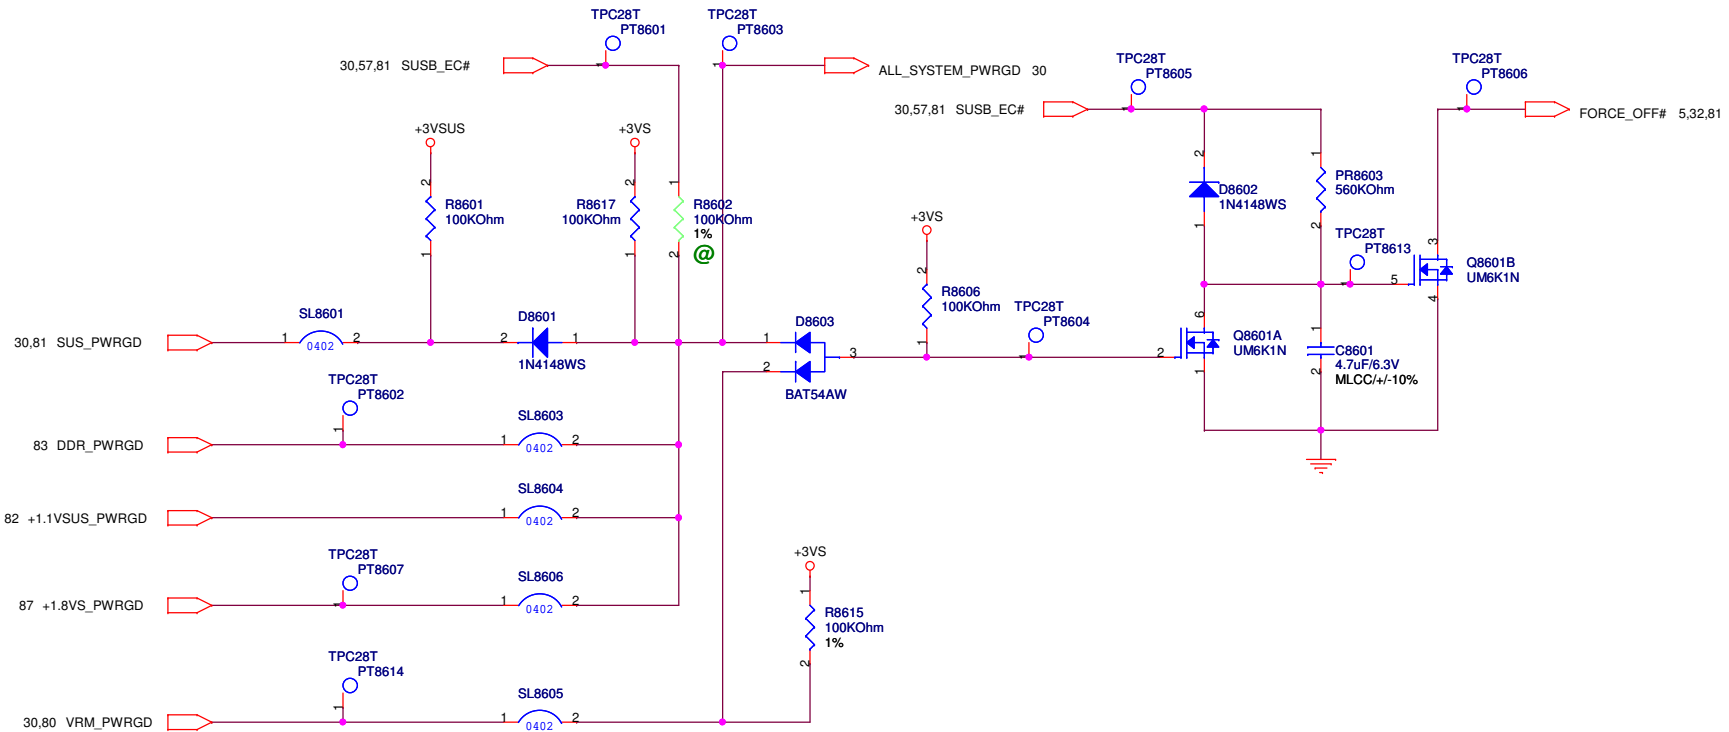 TPC28T
PT8601
TPC28T
PT8603
30,57,81 SUSB_EC#
ALL_SYSTEM_PWRGD 30
TPC28T
PT8605
TPC28T
PT8606
30,57,81 SUSB_EC#
FORCE_OFF# 5,32,81
+3VSUS
+3VS
2
R8601
100KOhm
1
2
R8617
100KOhm
1
1
R8602
100KOhm
1%
@
2
1
1
2
D8602
1N4148WS
1
1
PR8603
560KOhm
2
TPC28T
PT8613
3
Q8601B
UM6K1N
5
4
+3VS
2
R8606
100KOhm
1
TPC28T
PT8604
30,81 SUS_PWRGD
SL8601
1 2
0402
D8601
2 1
1N4148WS
D8603
1
2
3
BAT54AW
6
Q8601A
UM6K1N
2
1
1
C8601
4.7uF/6.3V
MLCC/+/-10%
2
TPC28T
PT8602
1
83 DDR_PWRGD
SL8603
1 2
0402
82 +1.1VSUS_PWRGD
SL8604
1 2
0402
TPC28T
PT8607
87 +1.8VS_PWRGD
SL8606
1 2
0402
+3VS
1
R8615
100KOhm
1%
2
TPC28T
PT8614
1
30,80 VRM_PWRGD
SL8605
1 2
0402